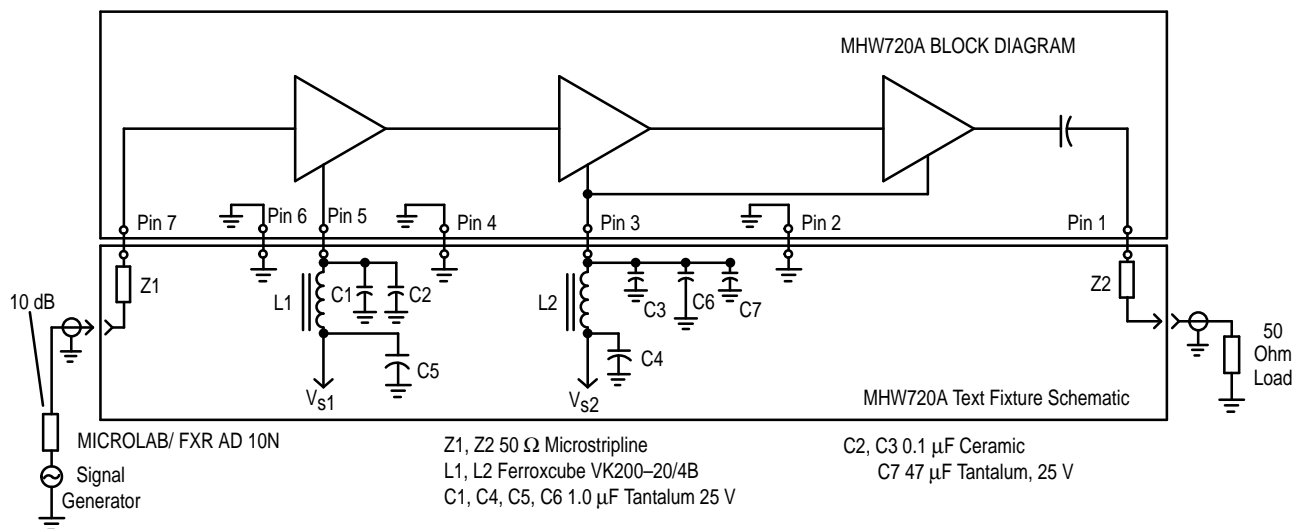 MHW720A BLOCK DIAGRAM
Pin 7
Pin 6
Pin 5
Pin 4
Pin 3
Pin 2
Pin 1
Z1
L1
C1
C2
L2
C3
C6
C7
Z2
10 dB
C5
C4
50
Ohm
Load
Vs1
Vs2
MHW720A Text Fixture Schematic
MICROLAB/ FXR AD 10N
Signal
Generator
Z1, Z2 50 Ω Microstripline
L1, L2 Ferroxcube VK200–20/4B
C1, C4, C5, C6 1.0 μF Tantalum 25 V
C2, C3 0.1 μF Ceramic
C7 47 μF Tantalum, 25 V